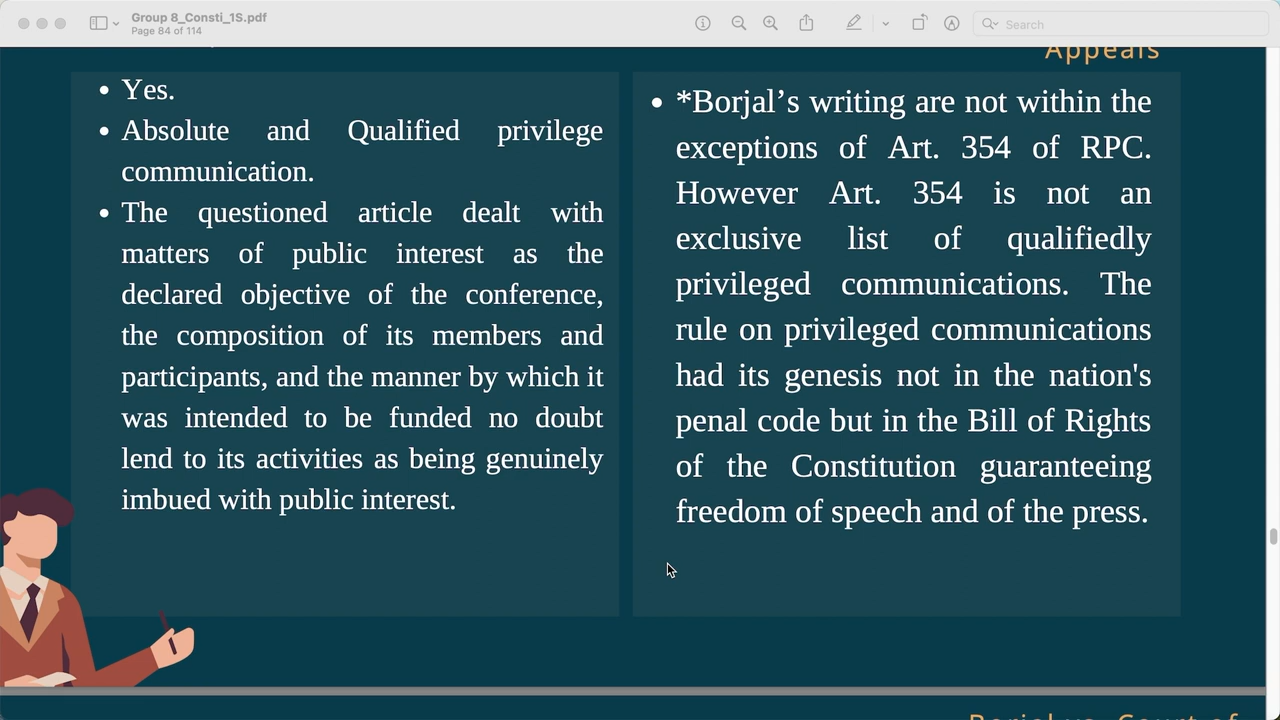 Group 8_Consti_1S.pdf
Page 84 of 114
Search
Appeals
• Yes.
• Absolute and Qualified privilege
communication.
• The questioned article dealt with
matters of public interest as the
declared objective of the conference,
the composition of its members and
participants, and the manner by which it
was intended to be funded no doubt
lend to its activities as being genuinely
imbued with public interest.
• *Borjal’s writing are not within the
exceptions of Art. 354 of RPC.
However Art. 354 is not an
exclusive list of qualifiedly
privileged communications. The
rule on privileged communications
had its genesis not in the nation's
penal code but in the Bill of Rights
of the Constitution guaranteeing
freedom of speech and of the press.
Borjal vs. Court of